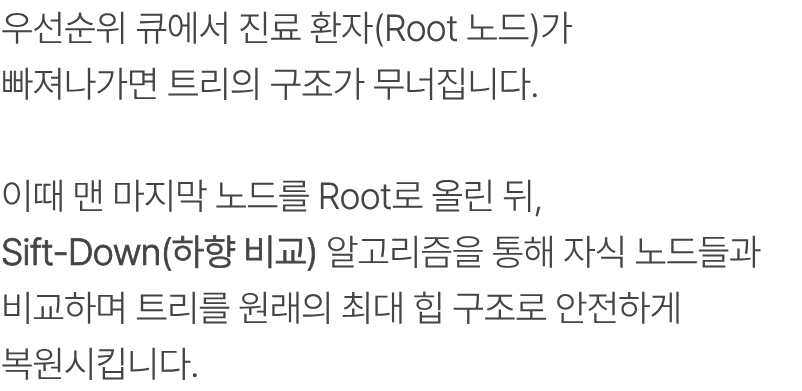 우선순위 큐에서 진료 환자(Root 노드)가
빠져나가면 트리의 구조가 무너집니다.
이때 맨 마지막 노드를 Root로 올린 뒤,
Sift-Down(하향 비교) 알고리즘을 통해 자식 노드들과
비교하며 트리를 원래의 최대 힙 구조로 안전하게
복원시킵니다.